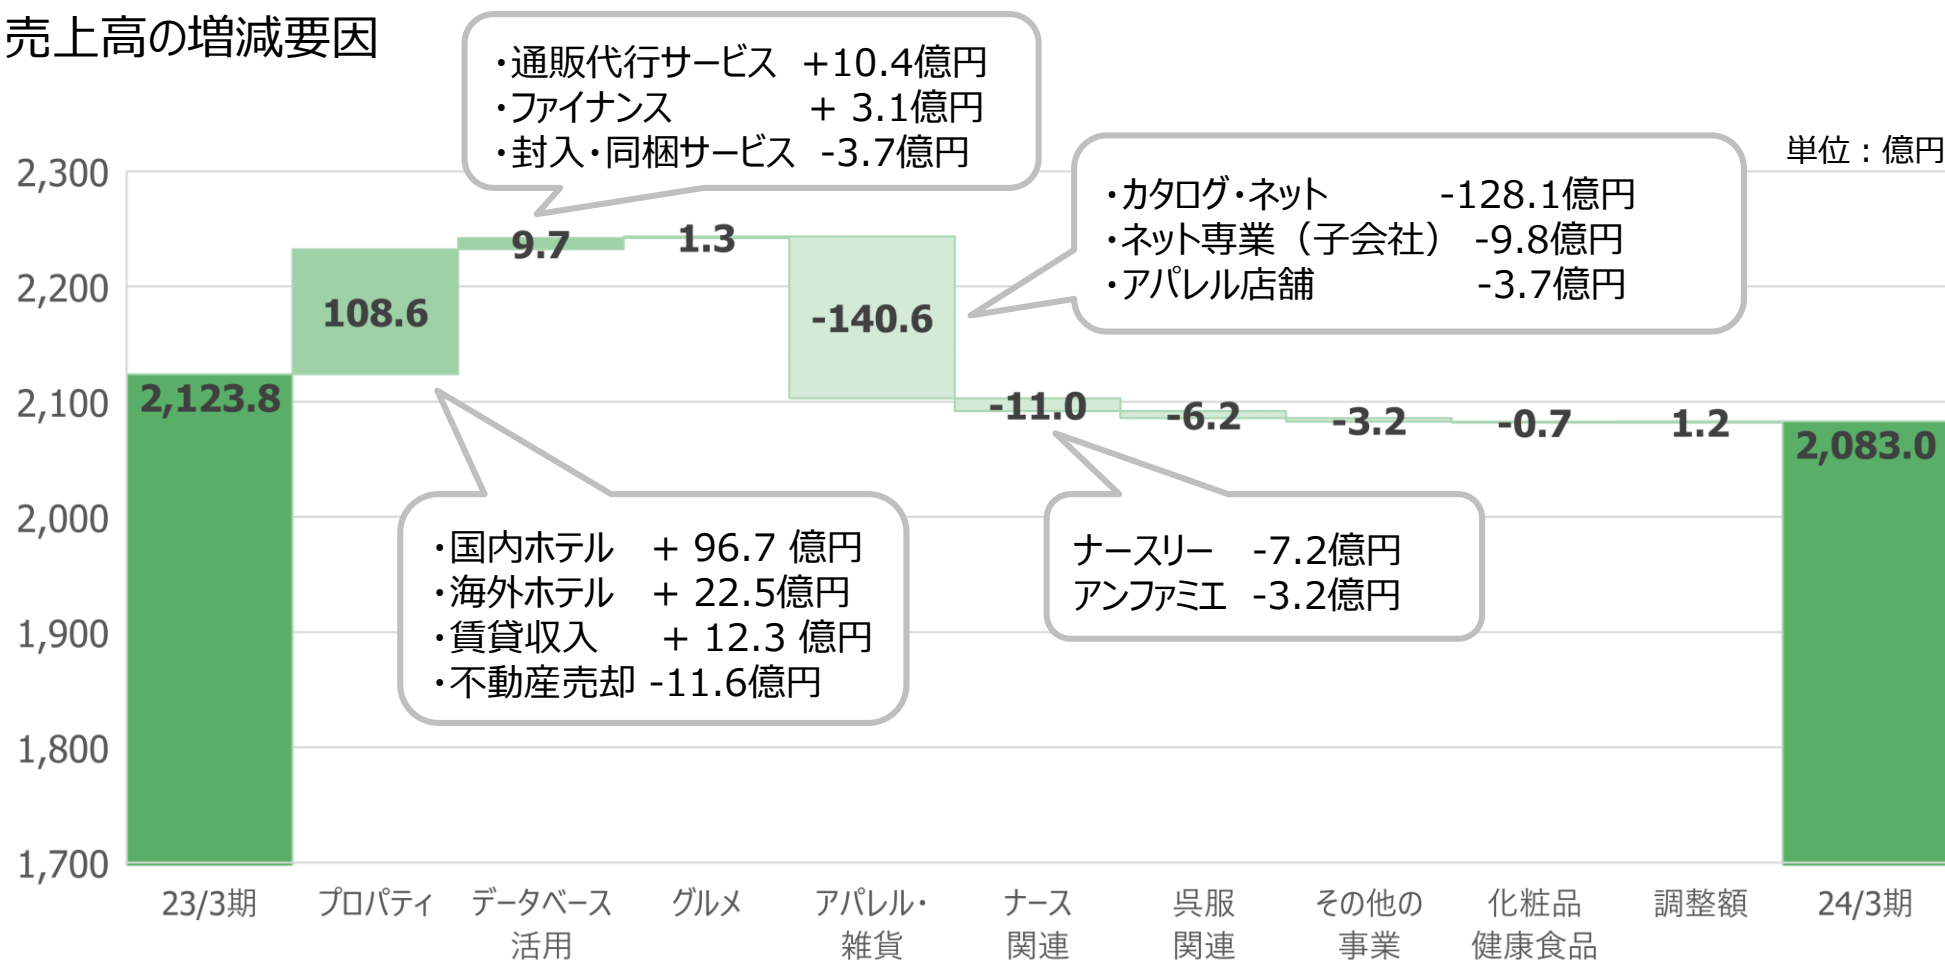 売上高の増減要因
・通販代行サービス +10.4億円
・ファイナンス + 3.1億円
・封入・同梱サービス -3.7億円
単位：億円
・カタログ・ネット -128.1億円
・ネット専業（子会社） -9.8億円
・アパレル店舗 -3.7億円
2,300
2,200
2,100
2,000
1,900
1,800
1,700
2,123.8
108.6
9.7
1.3
-140.6
-11.0
-6.2
-3.2
-0.7
1.2
2,083.0
・国内ホテル + 96.7 億円
・海外ホテル + 22.5億円
・賃貸収入 + 12.3 億円
・不動産売却 -11.6億円
ナースリー -7.2億円
アンファミエ -3.2億円
23/3期
プロパティ
データベース
活用
グルメ
アパレル・
雑貨
ナース
関連
呉服
関連
その他の
事業
化粧品
健康食品
調整額
24/3期